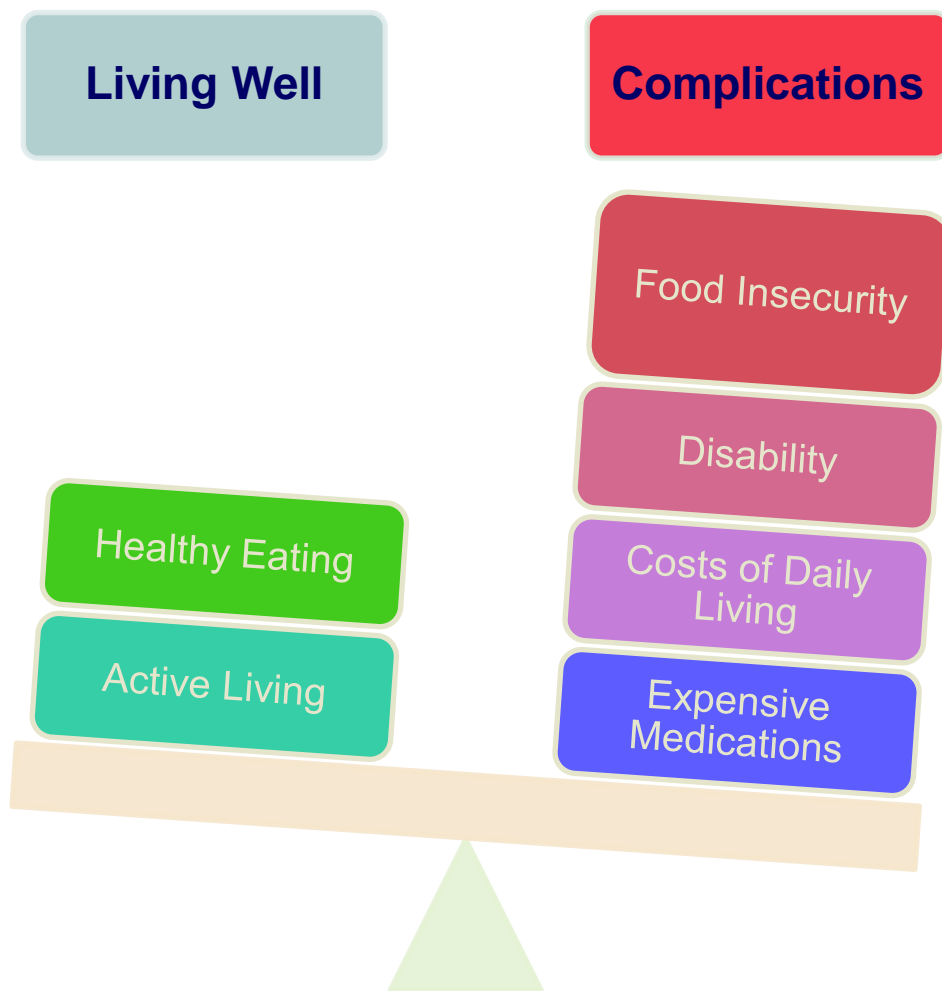 Living Well
Complications
Food Insecurity
Disability
Costs of Daily
Living
Expensive
Medications
Healthy Eating
Active Living